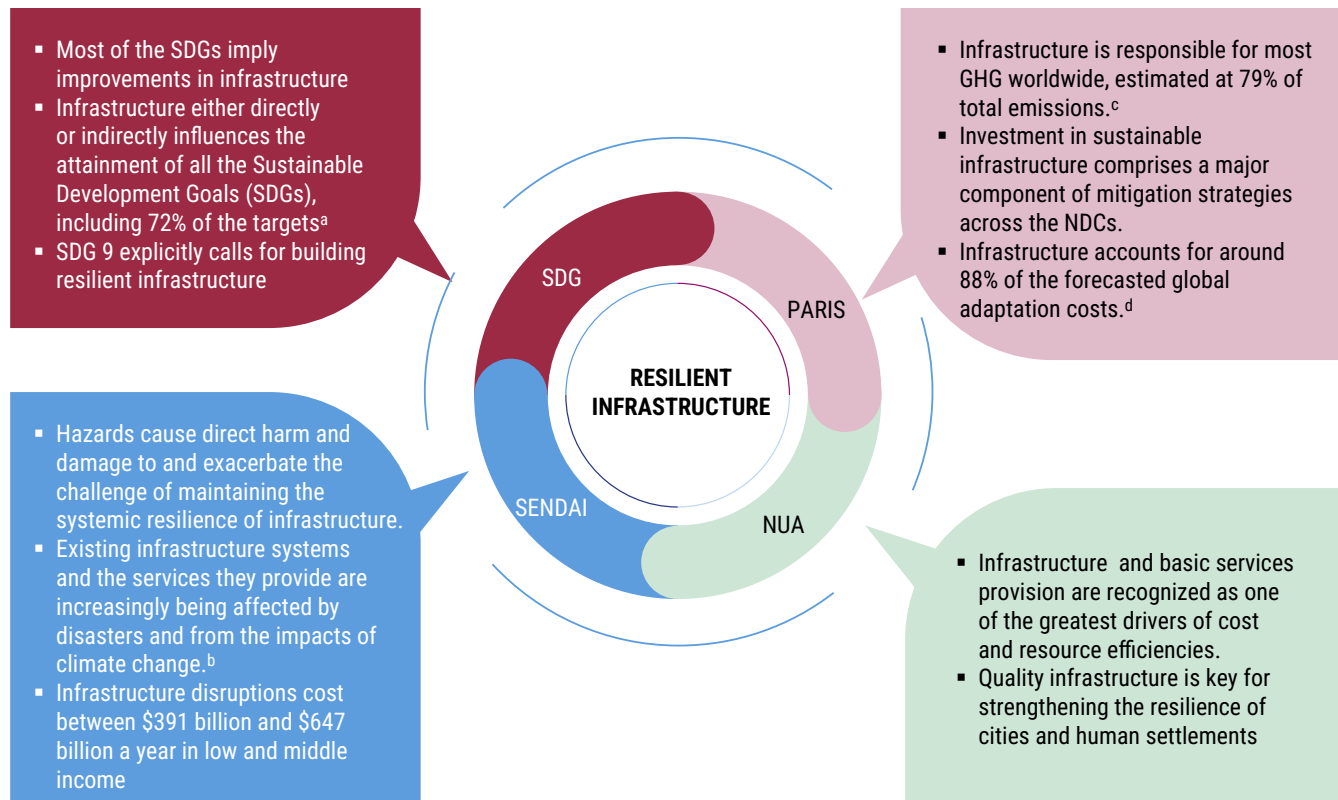 ▪ Most of the SDGs imply
improvements in infrastructure
▪ Infrastructure either directly
or indirectly influences the
attainment of all the Sustainable
Development Goals (SDGs),
including 72% of the targetsᵃ
▪ SDG 9 explicitly calls for building
resilient infrastructure
▪ Infrastructure is responsible for most
GHG worldwide, estimated at 79% of
total emissions.ᶜ
▪ Investment in sustainable
infrastructure comprises a major
component of mitigation strategies
across the NDCs.
▪ Infrastructure accounts for around
88% of the forecasted global
adaptation costs.ᵈ
SDG
PARIS
RESILIENT
INFRASTRUCTURE
SENDAI
NUA
▪ Hazards cause direct harm and
damage to and exacerbate the
challenge of maintaining the
systemic resilience of infrastructure.
▪ Existing infrastructure systems
and the services they provide are
increasingly being affected by
disasters and from the impacts of
climate change.ᵇ
▪ Infrastructure disruptions cost
between $391 billion and $647
billion a year in low and middle
income
▪ Infrastructure and basic services
provision are recognized as one
of the greatest drivers of cost
and resource efficiencies.
▪ Quality infrastructure is key for
strengthening the resilience of
cities and human settlements